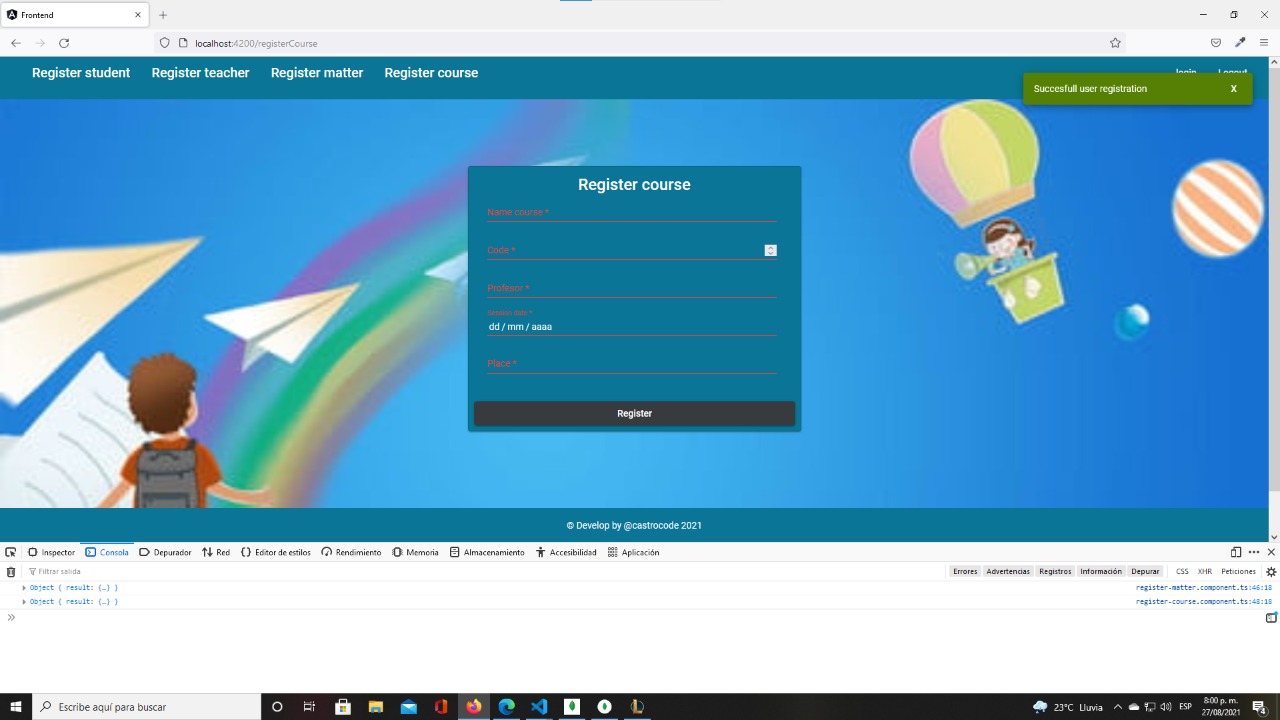 Frontend
localhost:4200/registerCourse
Register student Register teacher Register matter Register course login Logout
Succesfull user registration X
Register course
Name course *
Code *
Profesor *
Session date *
dd / mm / aaaa
Place *
Register
© Develop by @castrocode 2021
Inspector Consola Depurador Red Editor de estilos Rendimiento Memoria Almacenamiento Accesibilidad Aplicación
Filtrar salida Errores Advertencias Registros Información Depurar CSS XHR Peticiones
Object { result: {…} } register-matter.component.ts:46:18
Object { result: {…} } register-course.component.ts:48:18
Escribe aquí para buscar 23°C Lluvia ESP 8:00 p. m.
27/08/2021
4